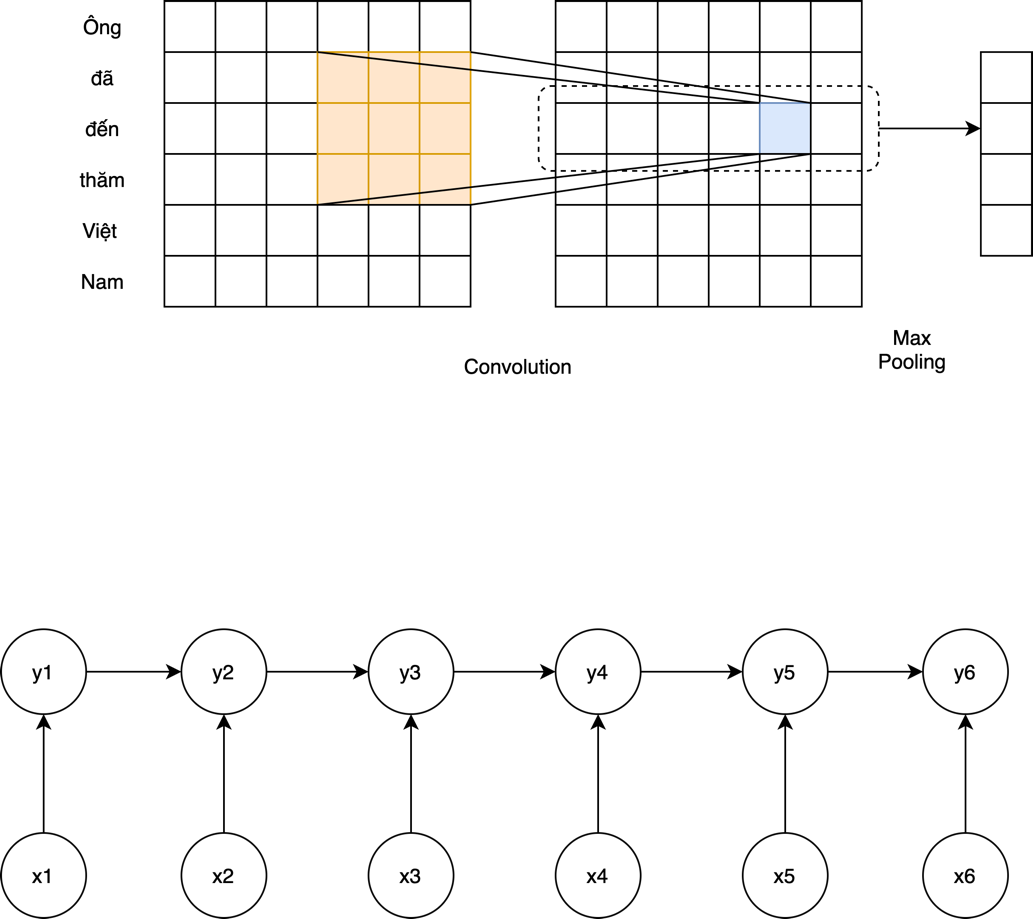 Ông
đã
đến
thăm
Việt
Nam
Convolution
Max
Pooling
y1 y2 y3 y4 y5 y6
x1 x2 x3 x4 x5 x6